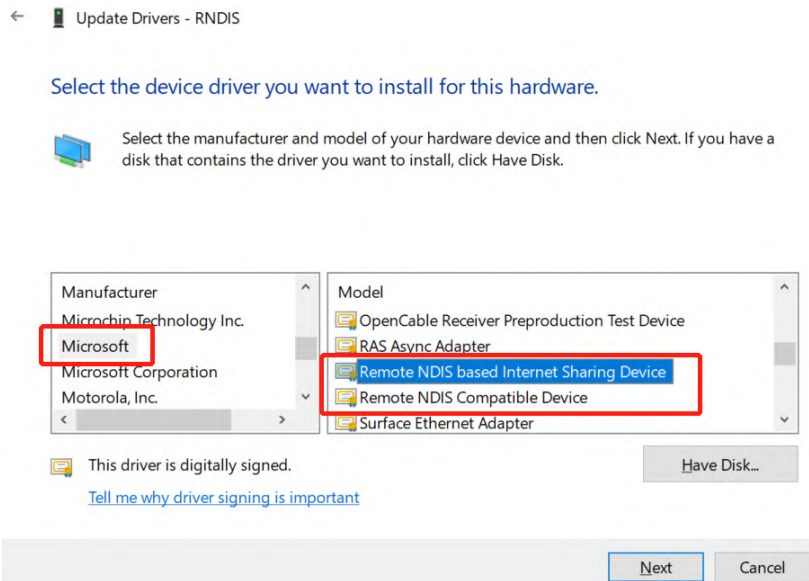 Update Drivers - RNDIS
Select the device driver you want to install for this hardware.
Select the manufacturer and model of your hardware device and then click Next. If you have a
disk that contains the driver you want to install, click Have Disk.
Manufacturer
Microchip Technology Inc.
Microsoft
Microsoft Corporation
Motorola, Inc.
Model
OpenCable Receiver Preproduction Test Device
RAS Async Adapter
Remote NDIS based Internet Sharing Device
Remote NDIS Compatible Device
Surface Ethernet Adapter
This driver is digitally signed.
Have Disk...
Tell me why driver signing is important
Next
Cancel